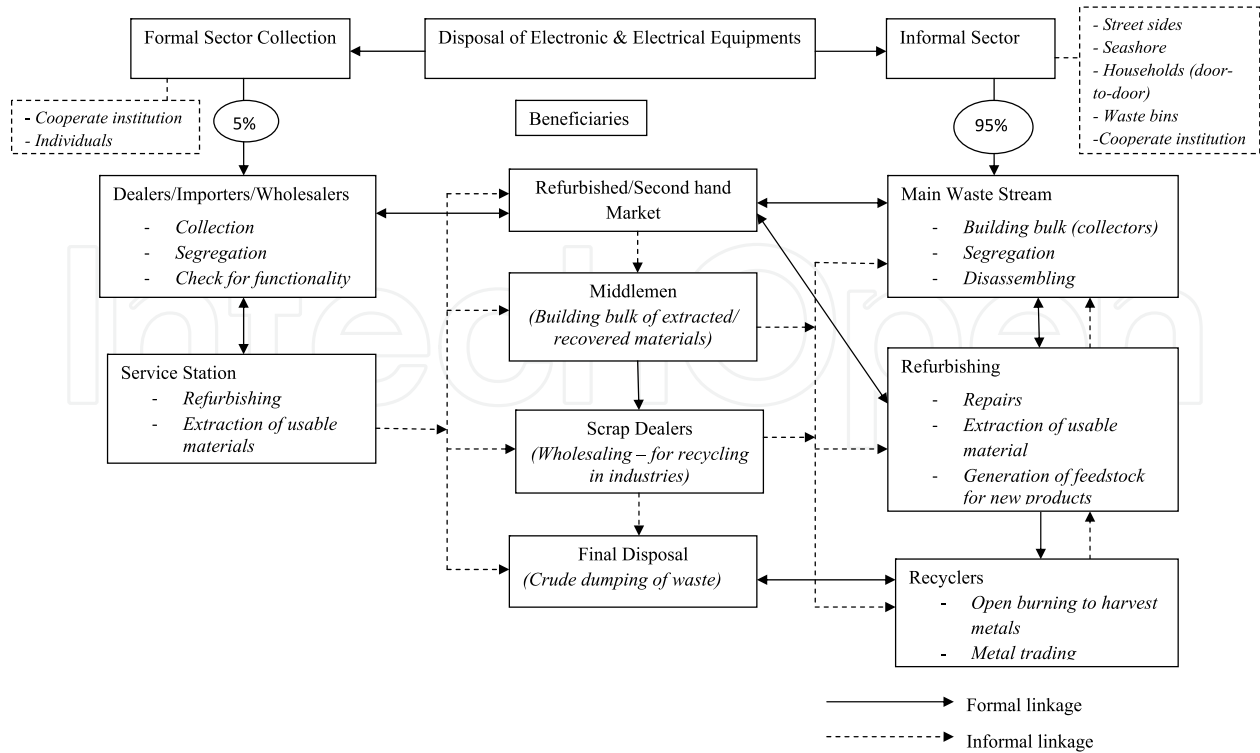 Formal Sector Collection
Disposal of Electronic & Electrical Equipments
Informal Sector
- Street sides
- Seashore
- Households (door-
to-door)
- Waste bins
-Cooperate institution
- Cooperate institution
- Individuals
5%
Beneficiaries
95%
Dealers/Importers/Wholesalers
- Collection
- Segregation
- Check for functionality
Refurbished/Second hand
Market
Main Waste Stream
- Building bulk (collectors)
- Segregation
- Disassembling
Middlemen
(Building bulk of extracted/
recovered materials)
Service Station
- Refurbishing
- Extraction of usable
materials
Refurbishing
- Repairs
- Extraction of usable
material
- Generation of feedstock
for new products
Scrap Dealers
(Wholesaling – for recycling
in industries)
Final Disposal
(Crude dumping of waste)
Recyclers
- Open burning to harvest
metals
- Metal trading
Formal linkage
Informal linkage
IntechOpen